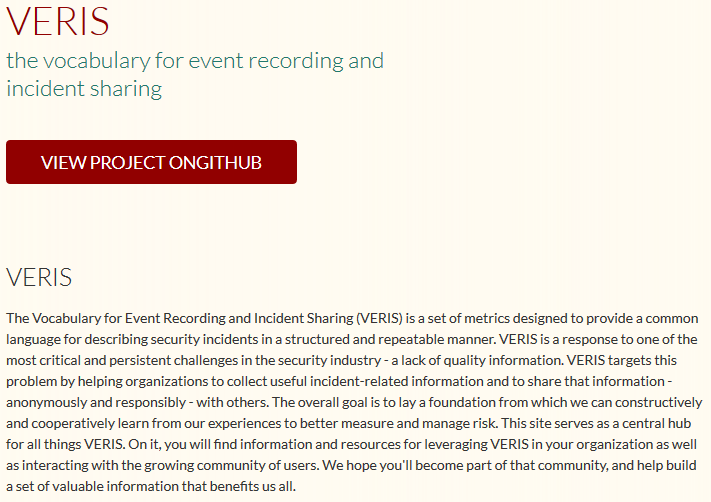 VERIS
the vocabulary for event recording and
incident sharing
VIEW PROJECT ONGITHUB
VERIS
The Vocabulary for Event Recording and Incident Sharing (VERIS) is a set of metrics designed to provide a common
language for describing security incidents in a structured and repeatable manner. VERIS is a response to one of the
most critical and persistent challenges in the security industry - a lack of quality information. VERIS targets this
problem by helping organizations to collect useful incident-related information and to share that information -
anonymously and responsibly - with others. The overall goal is to lay a foundation from which we can constructively
and cooperatively learn from our experiences to better measure and manage risk. This site serves as a central hub
for all things VERIS. On it, you will find information and resources for leveraging VERIS in your organization as well
as interacting with the growing community of users. We hope you'll become part of that community, and help build
a set of valuable information that benefits us all.